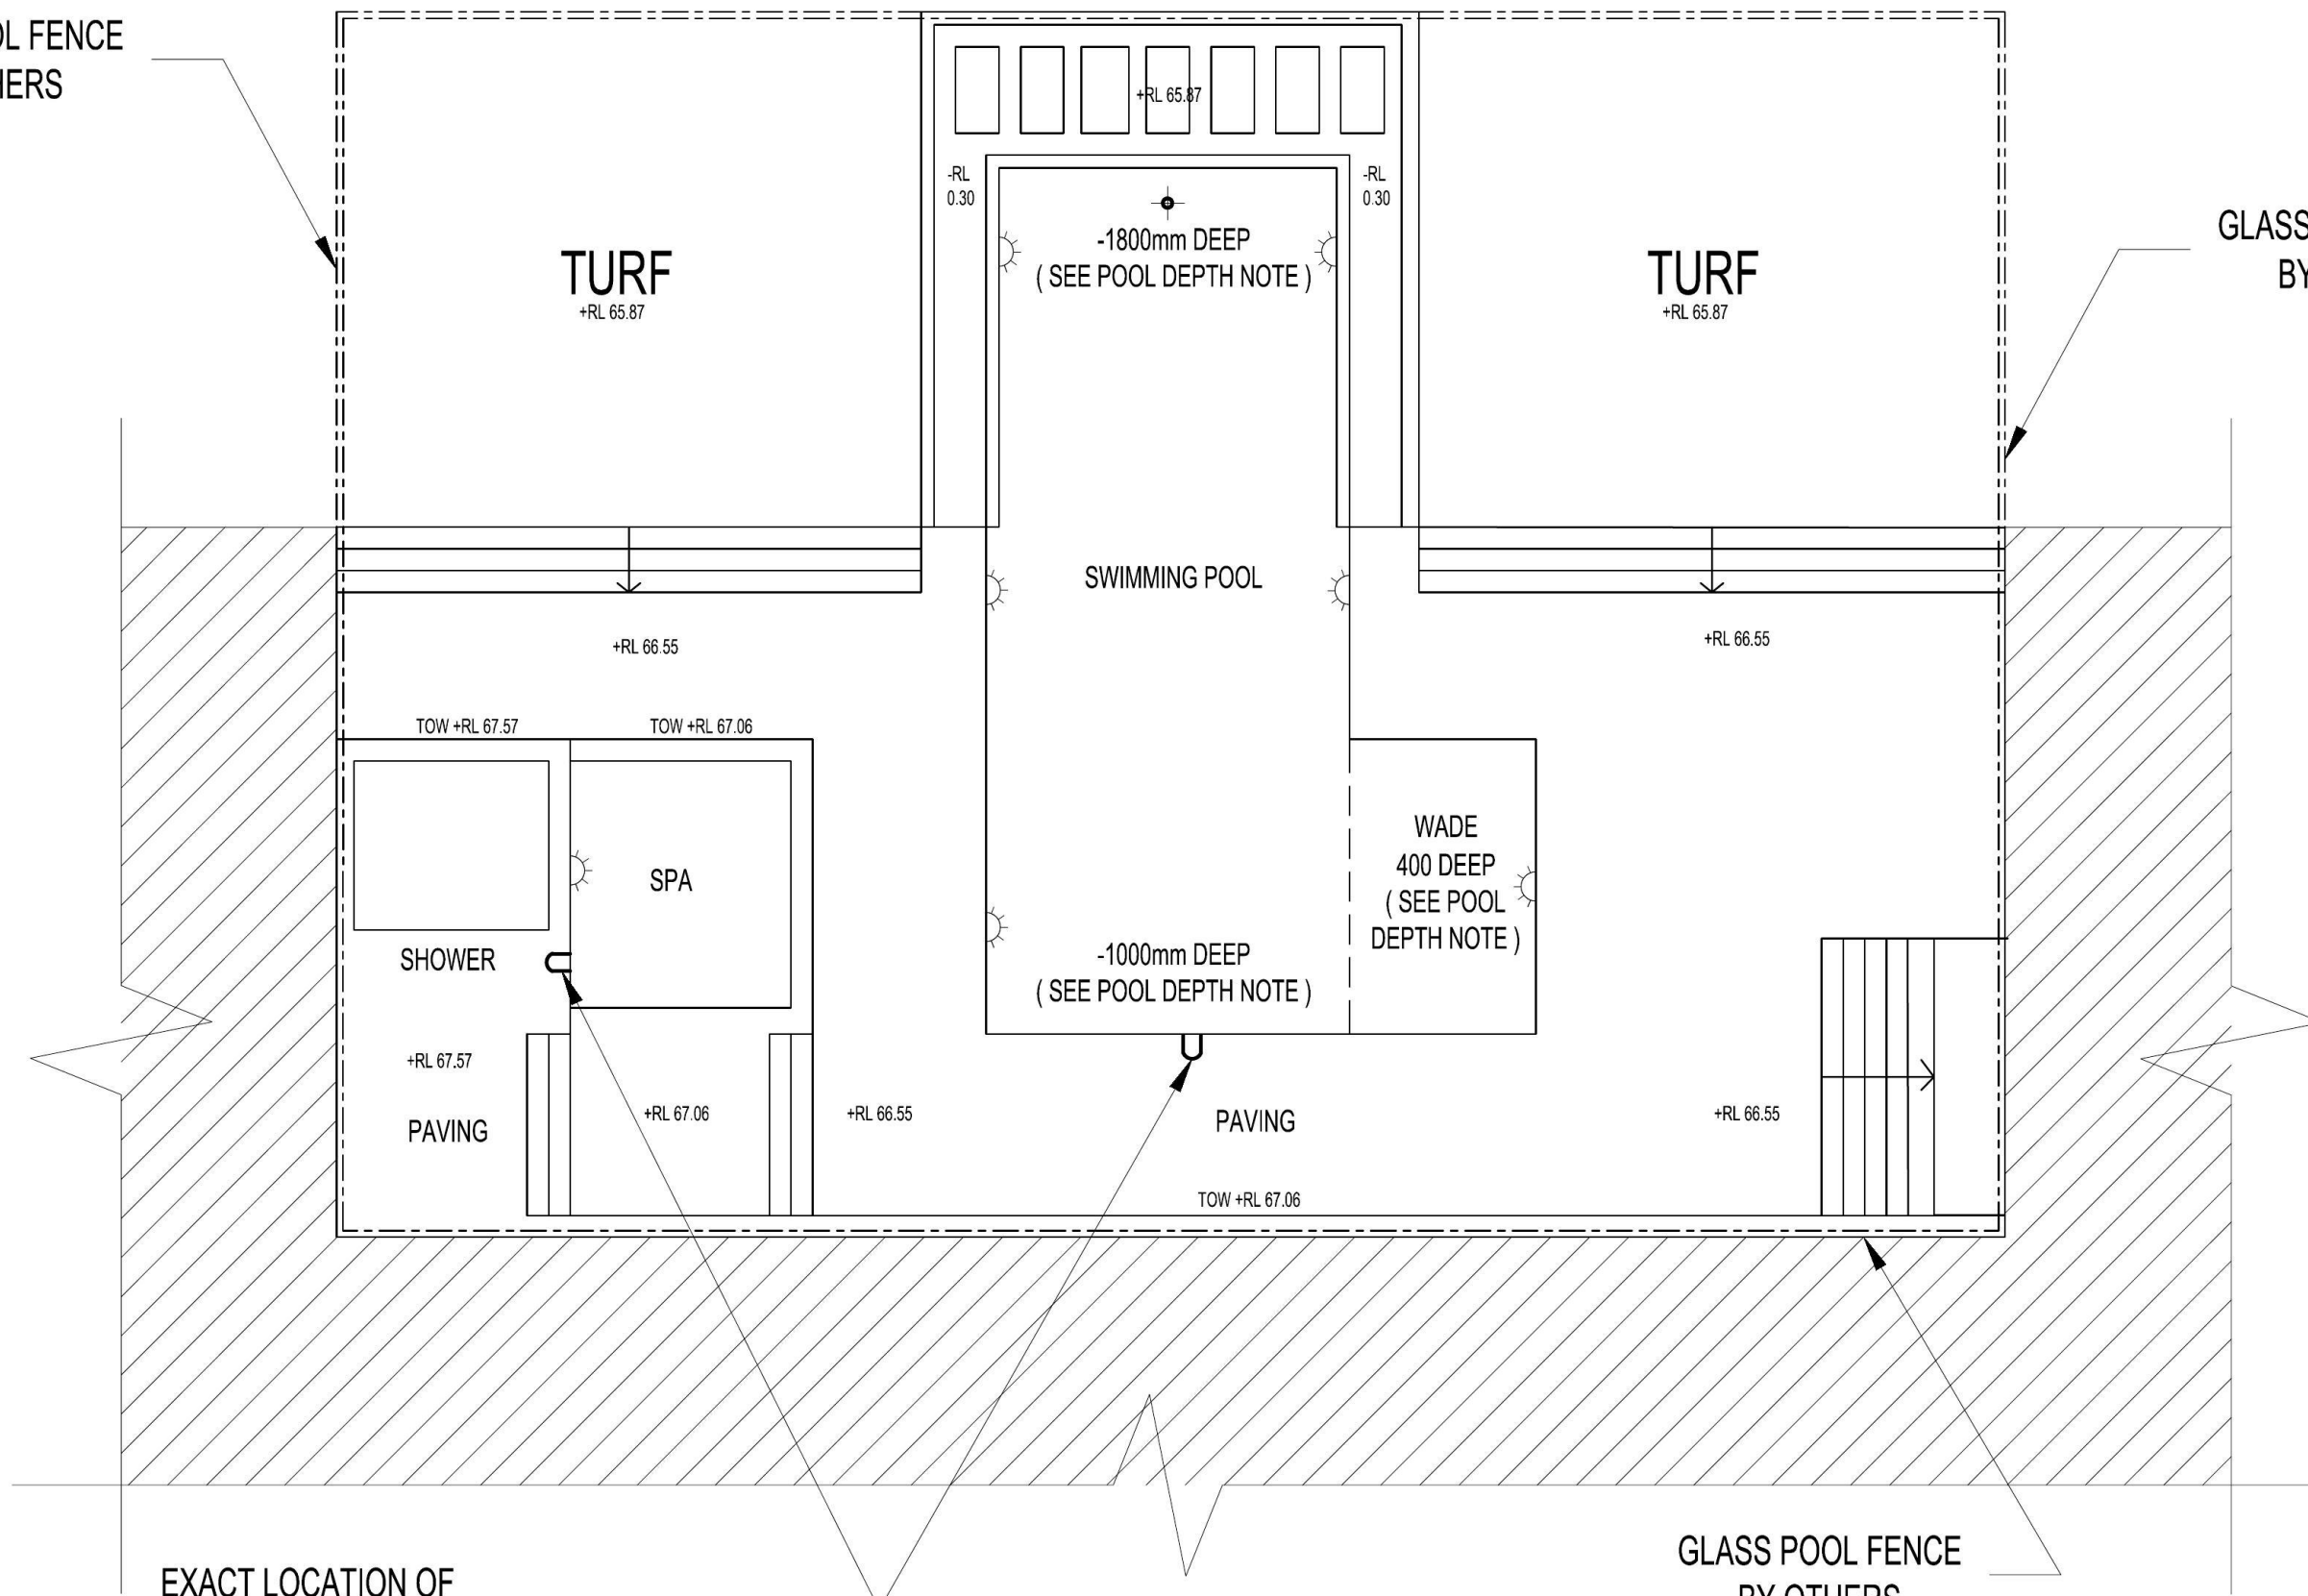 FENCE
+RL 65.87
-RL
0.30
-RL
0.30
GLASS
BY
-1800mm DEEP
( SEE POOL DEPTH NOTE )
TURF
+RL 65.87
TURF
+RL 65.87
SWIMMING POOL
+RL 66.55
+RL 66.55
TOW +RL 67.57
TOW +RL 67.06
WADE
400 DEEP
( SEE POOL
DEPTH NOTE )
SPA
SHOWER
-1000mm DEEP
( SEE POOL DEPTH NOTE )
+RL 67.57
PAVING
+RL 67.06
+RL 66.55
PAVING
+RL 66.55
TOW +RL 67.06
GLASS POOL FENCE
BY OTHERS
EXACT LOCATION OF